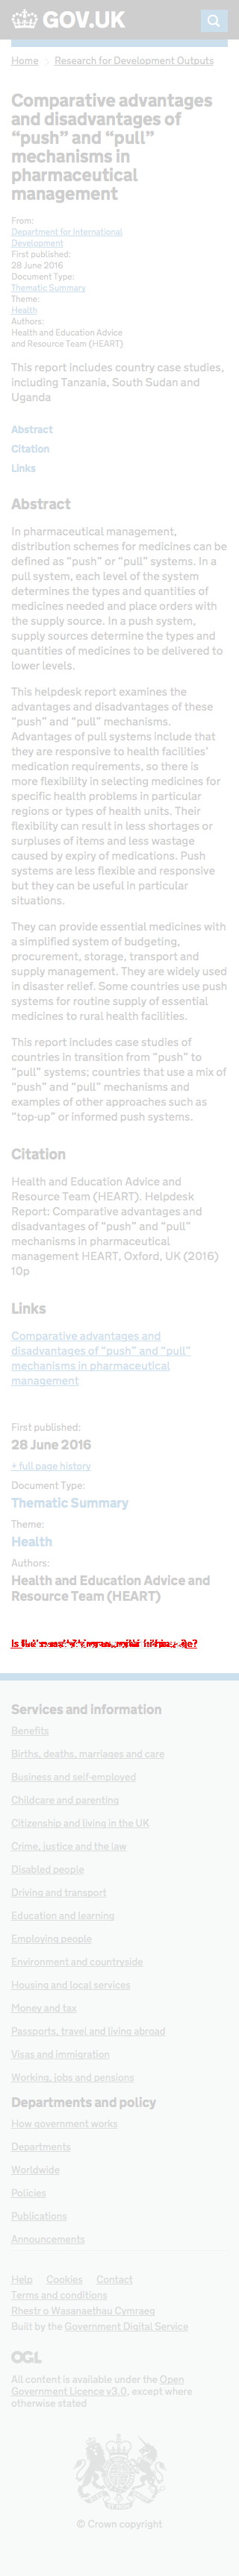 GOV.UK
Home > Research for Development Outputs
Comparative advantages
and disadvantages of
“push” and “pull”
mechanisms in
pharmaceutical
management
From:
Department for International
Development
First published:
28 June 2016
Document Type:
Thematic Summary
Theme:
Health
Authors:
Health and Education Advice
and Resource Team (HEART)
This report includes country case studies,
including Tanzania, South Sudan and
Uganda
Abstract
Citation
Links
Abstract
In pharmaceutical management,
distribution schemes for medicines can be
defined as “push” or “pull” systems. In a
pull system, each level of the system
determines the types and quantities of
medicines needed and place orders with
the supply source. In a push system,
supply sources determine the types and
quantities of medicines to be delivered to
lower levels.
This helpdesk report examines the
advantages and disadvantages of these
“push” and “pull” mechanisms.
Advantages of pull systems include that
they are responsive to health facilities’
medication requirements, so there is
more flexibility in selecting medicines for
specific health problems in particular
regions or types of health units. Their
flexibility can result in less shortages or
surpluses of items and less wastage
caused by expiry of medications. Push
systems are less flexible and responsive
but they can be useful in particular
situations.
They can provide essential medicines with
a simplified system of budgeting,
procurement, storage, transport and
supply management. They are widely used
in disaster relief. Some countries use push
systems for routine supply of essential
medicines to rural health facilities.
This report includes case studies of
countries in transition from “push” to
“pull” systems; countries that use a mix of
“push” and “pull” mechanisms and
examples of other approaches such as
“top-up” or informed push systems.
Citation
Health and Education Advice and
Resource Team (HEART). Helpdesk
Report: Comparative advantages and
disadvantages of “push” and “pull”
mechanisms in pharmaceutical
management HEART, Oxford, UK (2016)
10p
Links
Comparative advantages and
disadvantages of “push” and “pull”
mechanisms in pharmaceutical
management
First published:
28 June 2016
+ full page history
Document Type:
Thematic Summary
Theme:
Health
Authors:
Health and Education Advice and
Resource Team (HEART)
Services and information
Benefits
Births, deaths, marriages and care
Business and self-employed
Childcare and parenting
Citizenship and living in the UK
Crime, justice and the law
Disabled people
Driving and transport
Education and learning
Employing people
Environment and countryside
Housing and local services
Money and tax
Passports, travel and living abroad
Visas and immigration
Working, jobs and pensions
Departments and policy
How government works
Departments
Worldwide
Policies
Publications
Announcements
Help Cookies Contact
Terms and conditions
Rhestr o Wasanaethau Cymraeg
Built by the Government Digital Service
OGL
All content is available under the Open
Government Licence v3.0, except where
otherwise stated
© Crown copyright